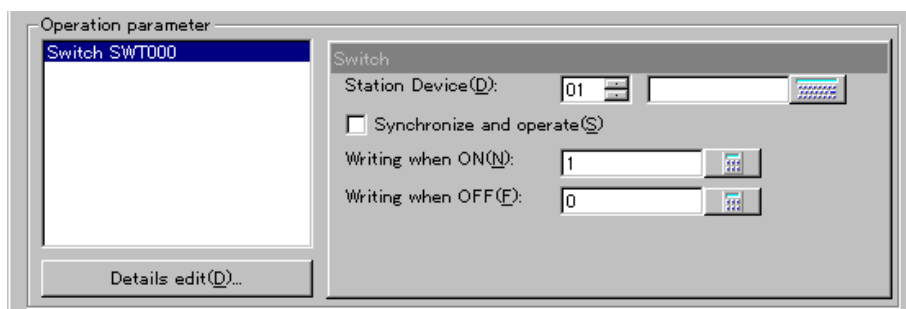 Operation parameter
Switch SWT000
Switch
Station Device(D):
01
Synchronize and operate(S)
Writing when ON(N):
1
Writing when OFF(F):
0
Details edit(D)...